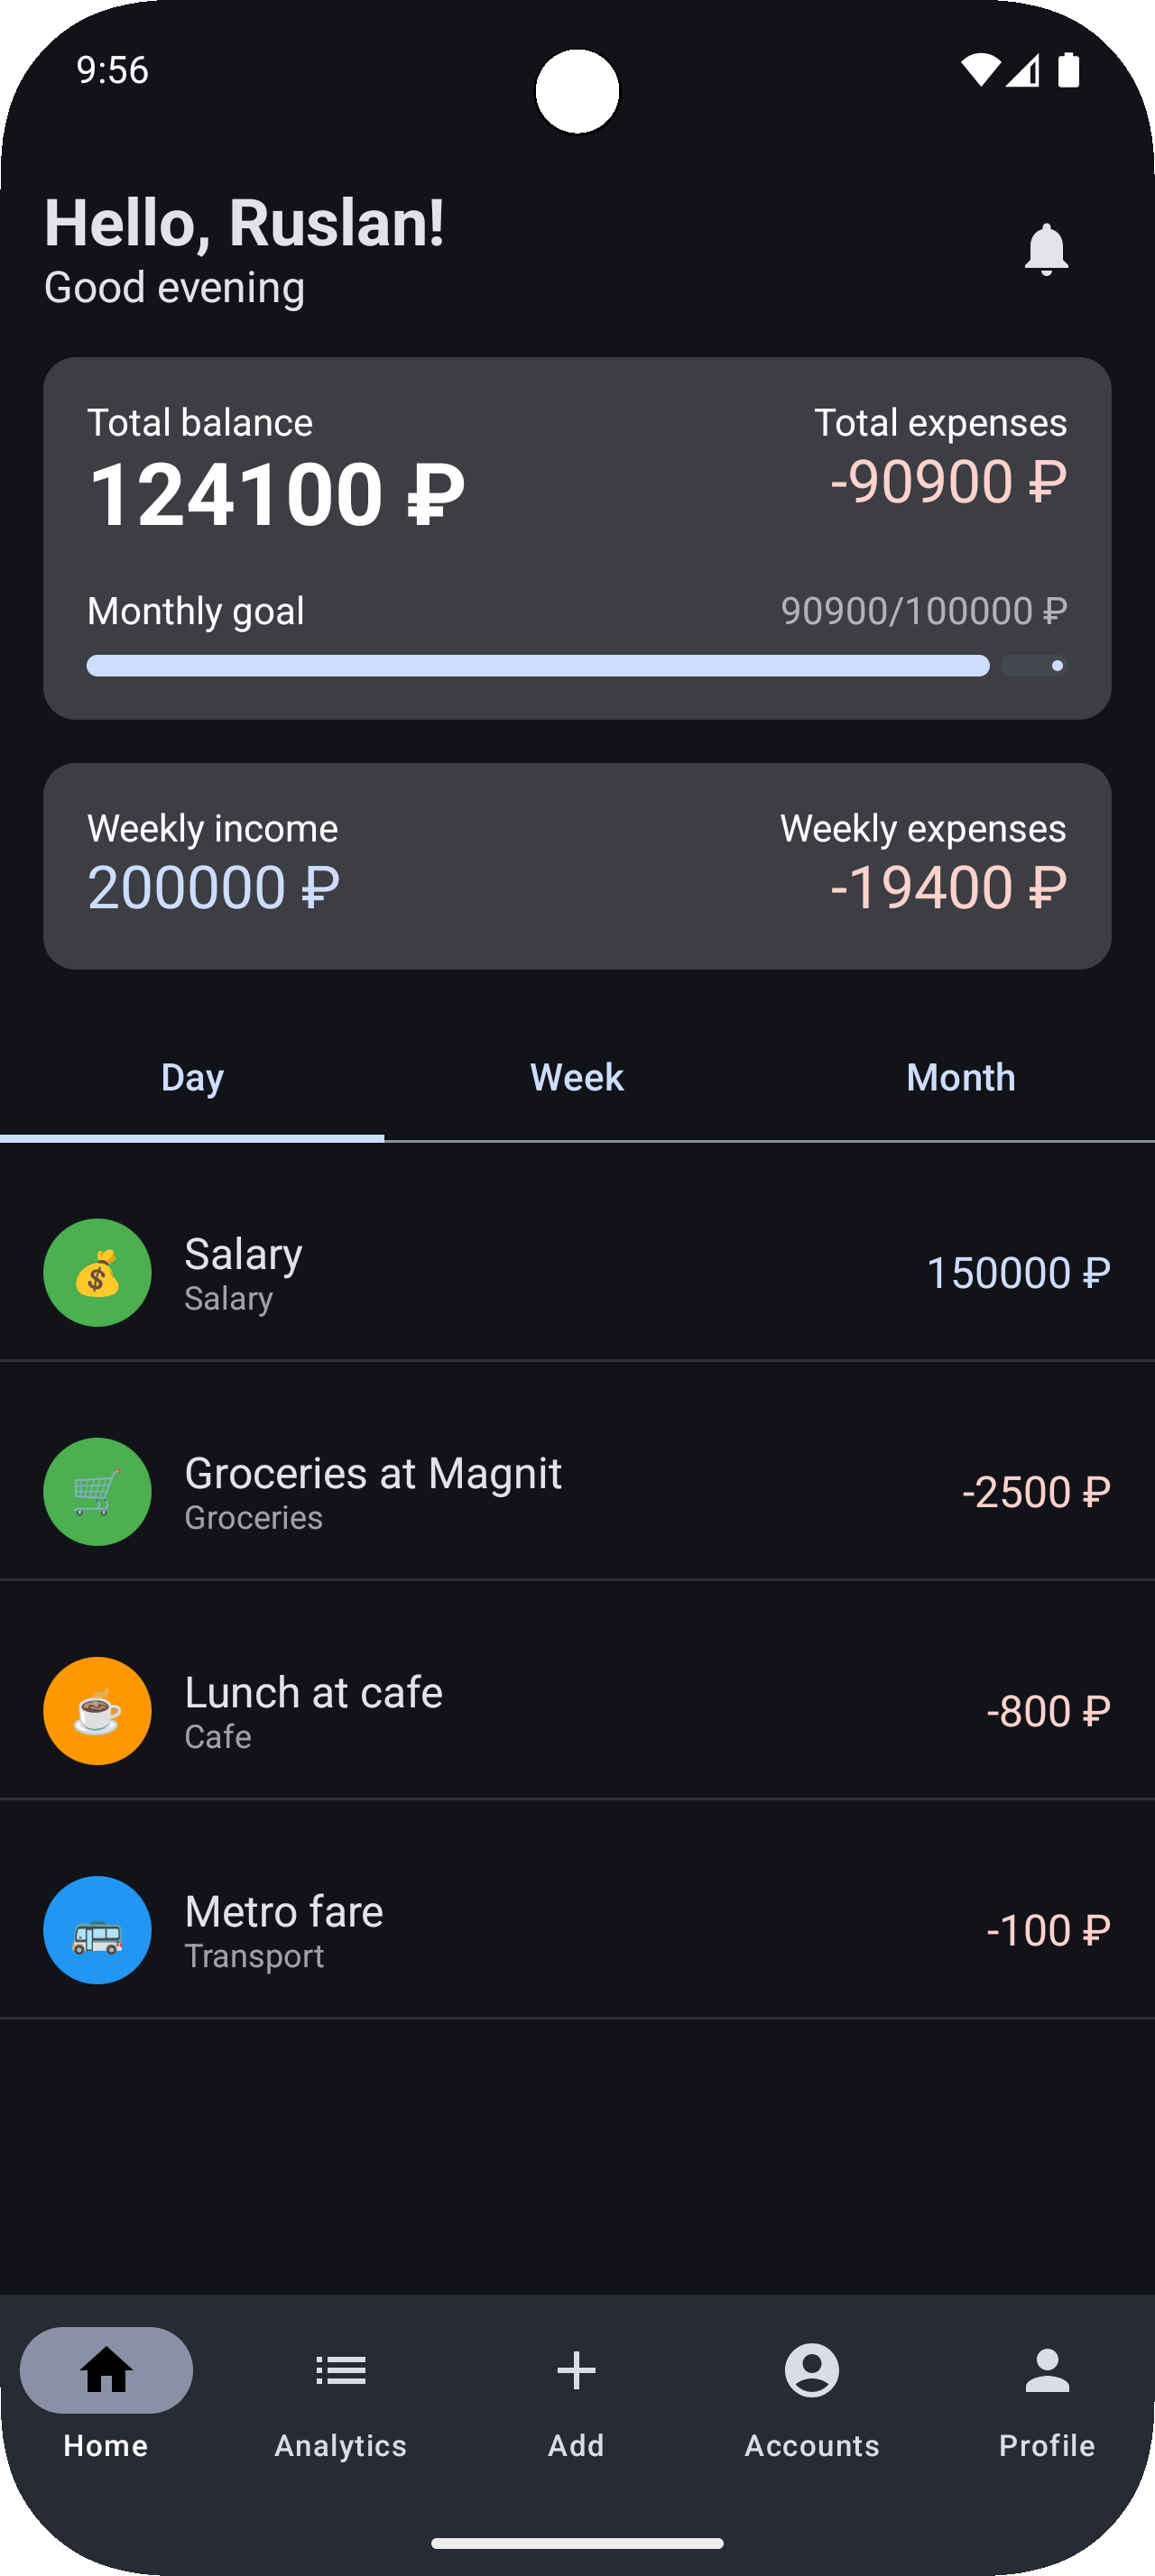 9:56
Hello, Ruslan!
Good evening
Total balance
Total expenses
124100 ₽
-90900 ₽
Monthly goal
90900/100000 ₽
Weekly income
Weekly expenses
200000 ₽
-19400 ₽
Day
Week
Month
Salary
Salary
150000 ₽
Groceries at Magnit
Groceries
-2500 ₽
Lunch at cafe
Cafe
-800 ₽
Metro fare
Transport
-100 ₽
Home
Analytics
Add
Accounts
Profile